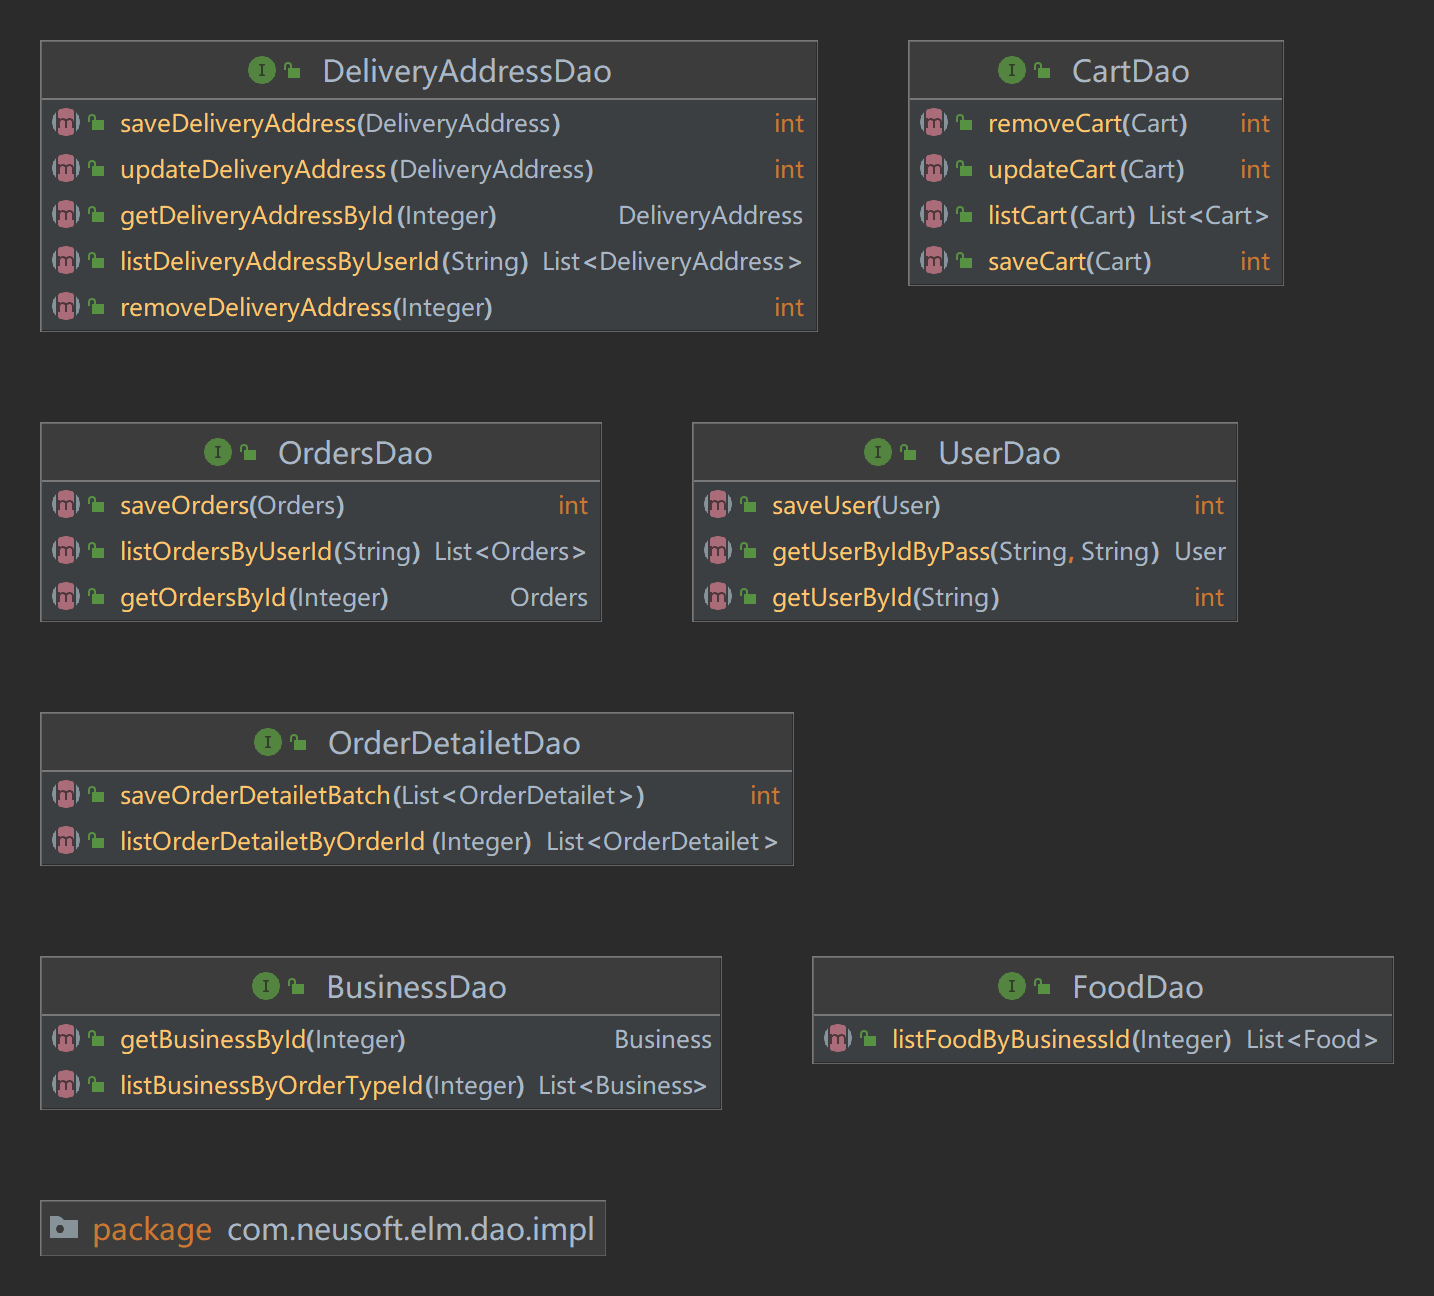 DeliveryAddressDao
saveDeliveryAddress(DeliveryAddress) int
updateDeliveryAddress(DeliveryAddress) int
getDeliveryAddressById(Integer) DeliveryAddress
listDeliveryAddressByUserId(String) List<DeliveryAddress>
removeDeliveryAddress(Integer) int
CartDao
removeCart(Cart) int
updateCart(Cart) int
listCart(Cart) List<Cart>
saveCart(Cart) int
OrdersDao
saveOrders(Orders) int
listOrdersByUserId(String) List<Orders>
getOrdersById(Integer) Orders
UserDao
saveUser(User) int
getUserByIdByPass(String, String) User
getUserById(String) int
OrderDetailetDao
saveOrderDetailetBatch(List<OrderDetailet>) int
listOrderDetailetByOrderId(Integer) List<OrderDetailet>
BusinessDao
getBusinessById(Integer) Business
listBusinessByOrderTypeId(Integer) List<Business>
FoodDao
listFoodByBusinessId(Integer) List<Food>
package com.neusoft.elm.dao.impl